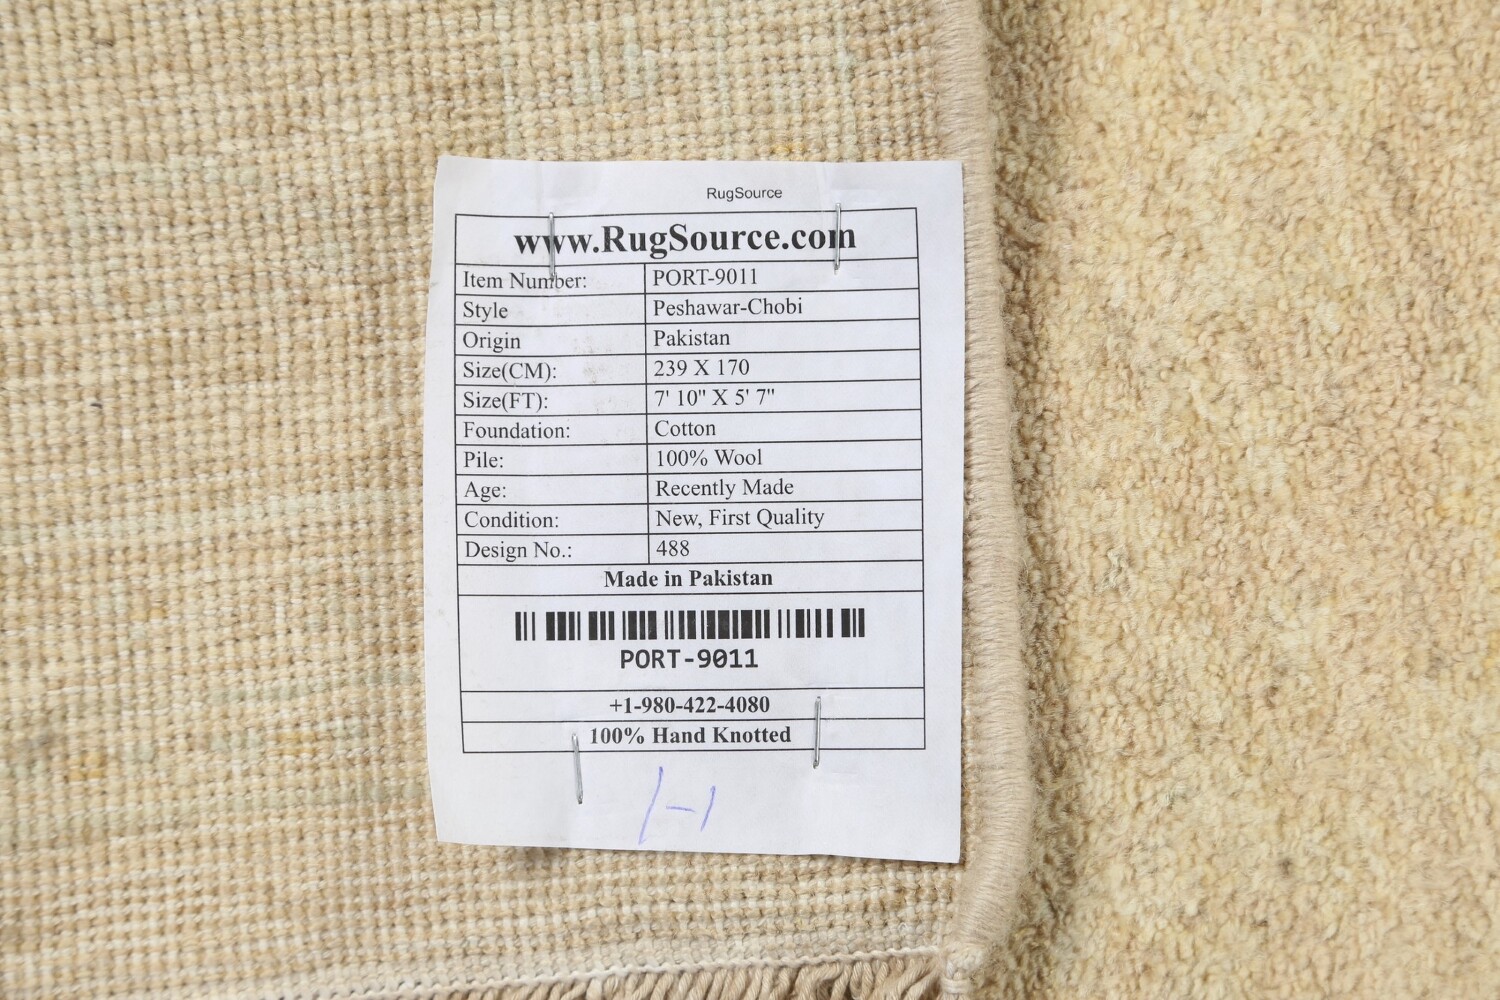 RugSource
www.RugSource.com
Item Number: PORT-9011
Style Peshawar-Chobi
Origin Pakistan
Size(CM): 239 X 170
Size(FT): 7' 10" X 5' 7"
Foundation: Cotton
Pile: 100% Wool
Age: Recently Made
Condition: New, First Quality
Design No.: 488
Made in Pakistan
PORT-9011
+1-980-422-4080
100% Hand Knotted
1-1